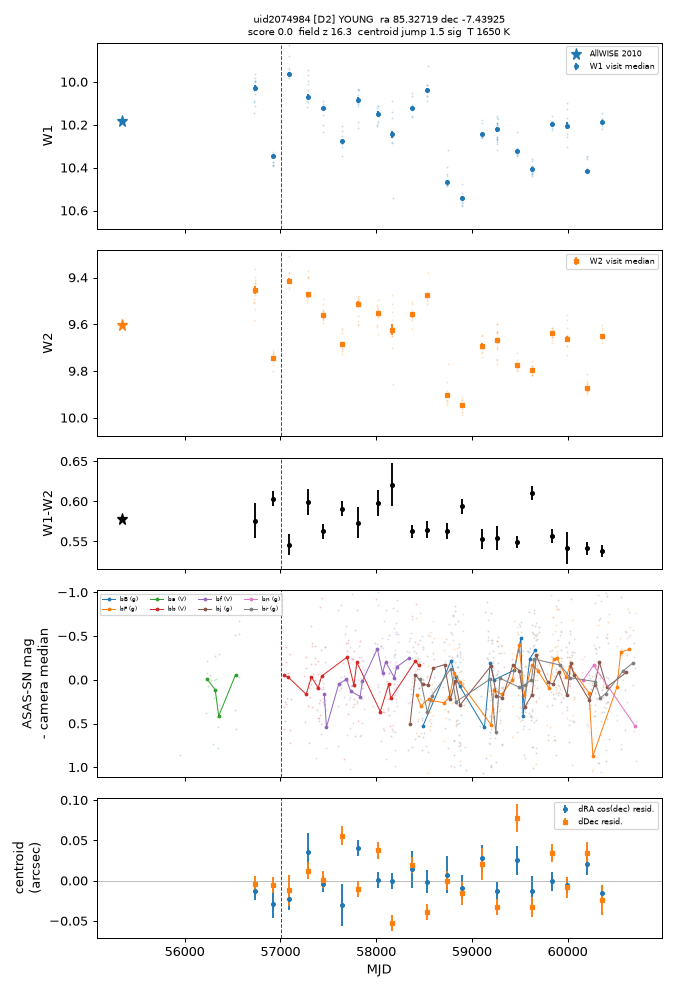 uid2074984 [D2] YOUNG ra 85.32719 dec -7.43925
score 0.0 field z 16.3 centroid jump 1.5 sig T 1650 K
10.0
10.2
10.4
10.6
W1
AllWISE 2010
W1 visit median
9.4
9.6
9.8
10.0
W2
W2 visit median
0.65
0.60
0.55
W1-W2
−1.0
−0.5
0.0
0.5
1.0
ASAS-SN mag
- camera median
bB (g)
bF (g)
ba (V)
bb (V)
bf (V)
bj (g)
bn (g)
br (g)
0.10
0.05
0.00
−0.05
centroid
(arcsec)
dRA cos(dec) resid.
dDec resid.
56000
57000
58000
59000
60000
MJD